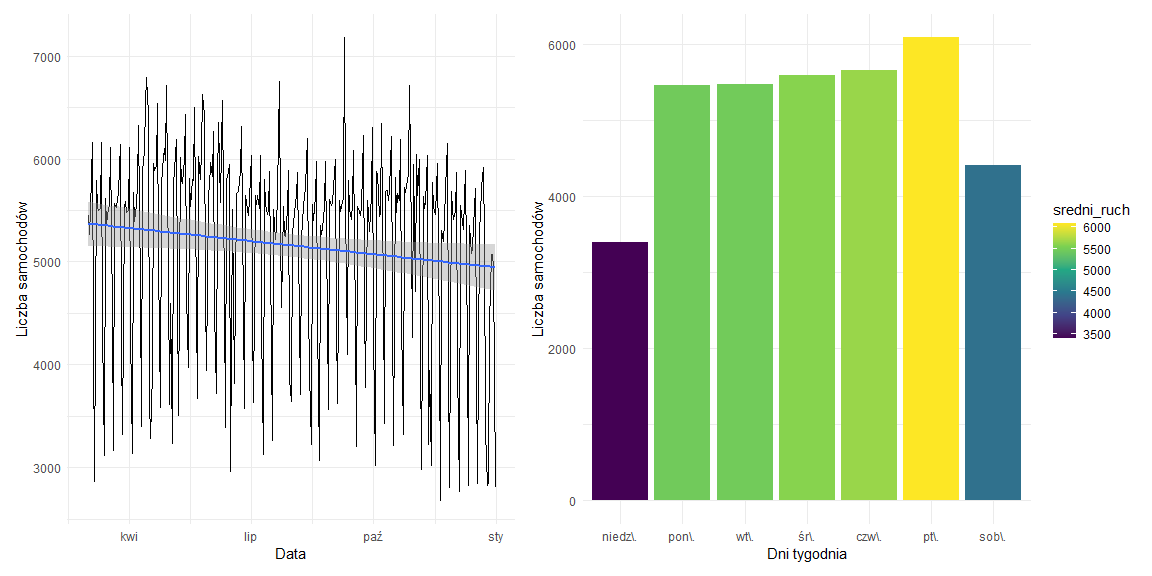 Liczba samochodów
7000
6000
5000
4000
3000
kwi
lip
paź
sty
Data
Liczba samochodów
6000
4000
2000
0
niedz\.
pon\.
wt\.
śr\.
czw\.
pt\.
sob\.
Dni tygodnia
sredni_ruch
6000
5500
5000
4500
4000
3500